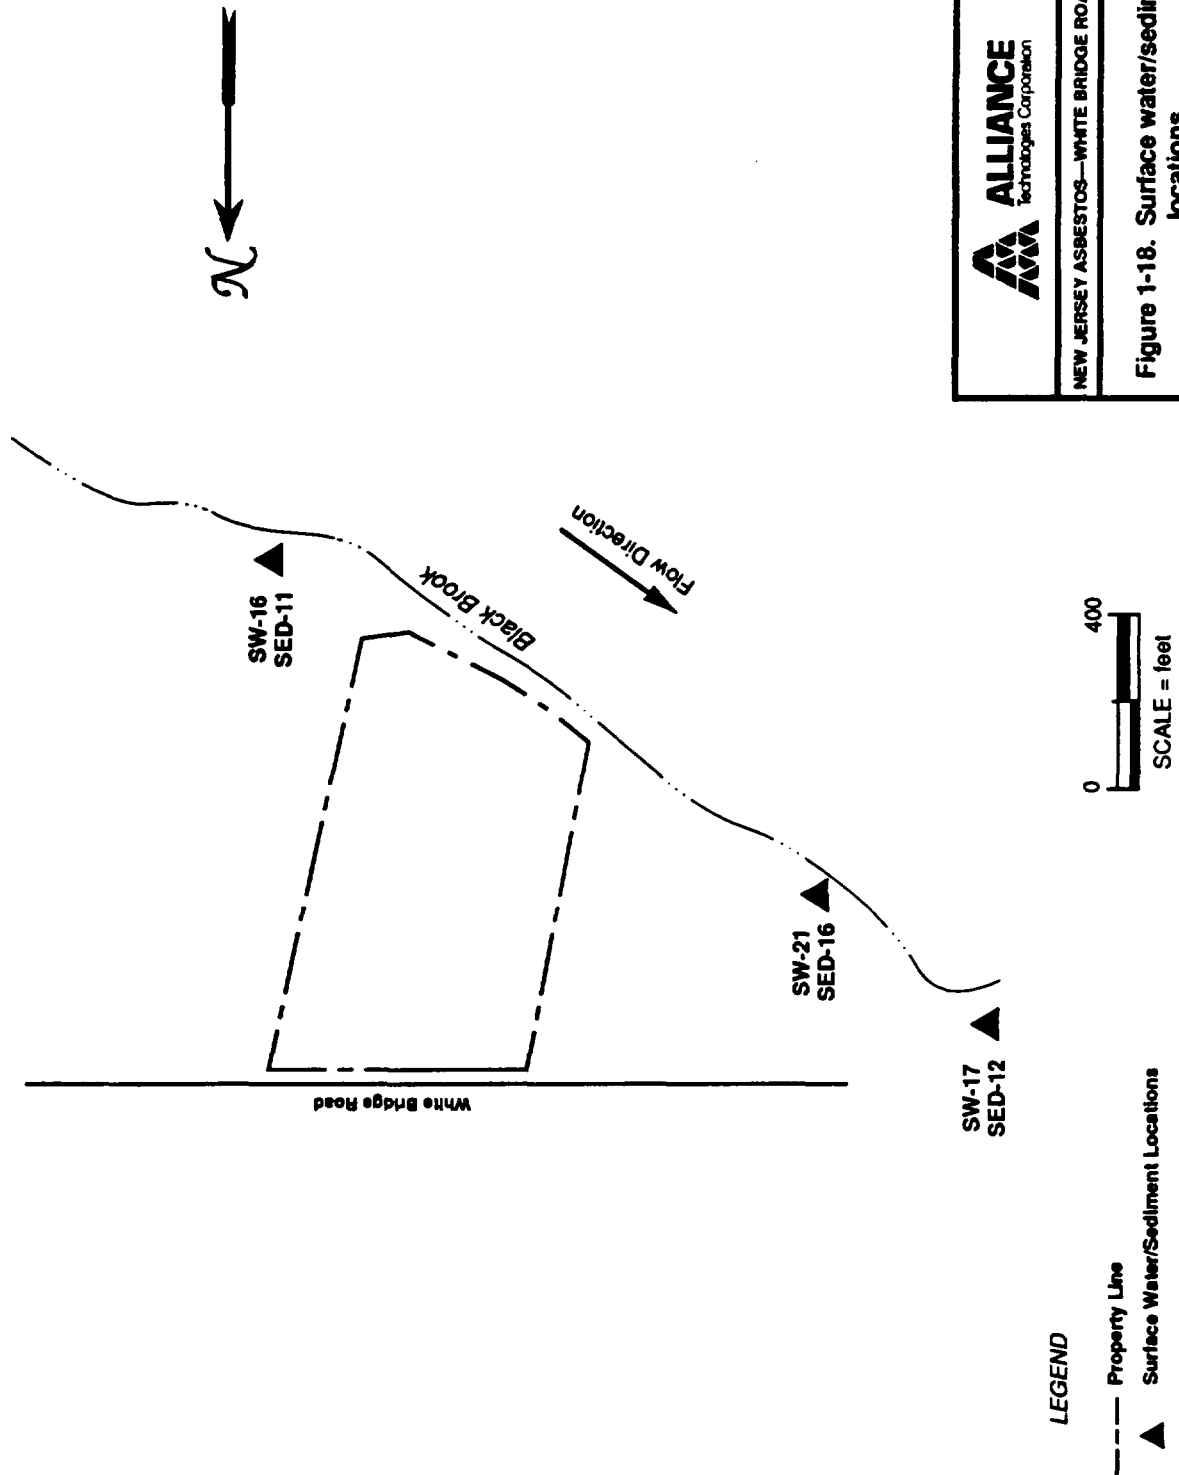 N
SW-16
SED-11
Black Brook
Flow Direction
White Bridge Road
SW-21
SED-16
SW-17
SED-12
LEGEND
Property Line
Surface Water/Sediment Locations
0 400
SCALE = feet
ALLIANCE
Technologies Corporation
NEW JERSEY ASBESTOS—WHITE BRIDGE
Figure 1-18. Surface water/sedi
locations